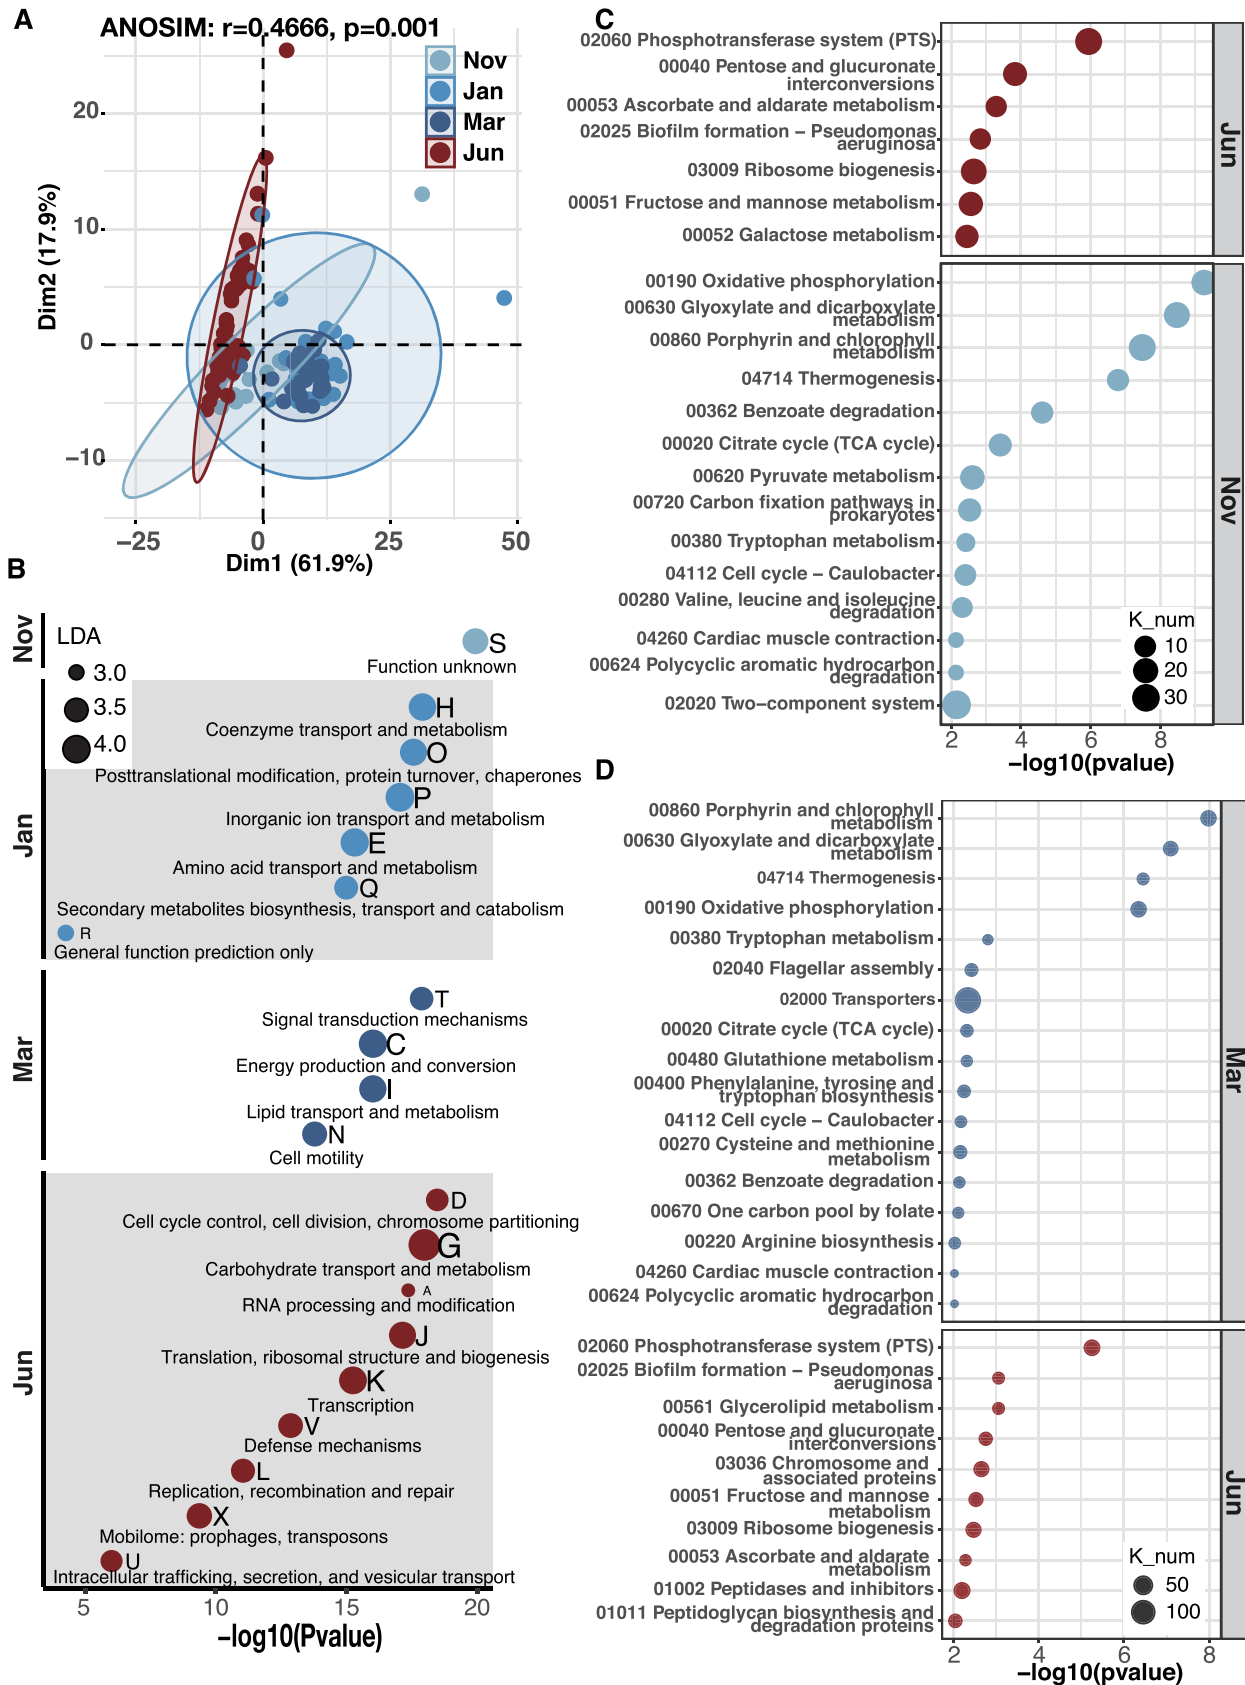 A
ANOSIM: r=0.4666, p=0.001
Nov
Jan
Mar
Jun
20
10
0
−10
Dim2 (17.9%)
−25
0
25
50
Dim1 (61.9%)
B
Nov
Jan
Mar
Jun
LDA
3.0
3.5
4.0
S
Function unknown
H
Coenzyme transport and metabolism
O
Posttranslational modification, protein turnover, chaperones
P
Inorganic ion transport and metabolism
E
Amino acid transport and metabolism
Q
Secondary metabolites biosynthesis, transport and catabolism
R
General function prediction only
T
Signal transduction mechanisms
C
Energy production and conversion
I
Lipid transport and metabolism
N
Cell motility
D
Cell cycle control, cell division, chromosome partitioning
G
Carbohydrate transport and metabolism
A
RNA processing and modification
J
Translation, ribosomal structure and biogenesis
K
Transcription
V
Defense mechanisms
L
Replication, recombination and repair
X
Mobilome: prophages, transposons
U
Intracellular trafficking, secretion, and vesicular transport
5
10
15
20
−log10(Pvalue)
C
02060 Phosphotransferase system (PTS)
00040 Pentose and glucuronate
interconversions
00053 Ascorbate and aldarate metabolism
02025 Biofilm formation − Pseudomonas
aeruginosa
03009 Ribosome biogenesis
00051 Fructose and mannose metabolism
00052 Galactose metabolism
Jun
00190 Oxidative phosphorylation
00630 Glyoxylate and dicarboxylate
metabolism
00860 Porphyrin and chlorophyll
metabolism
04714 Thermogenesis
00362 Benzoate degradation
00020 Citrate cycle (TCA cycle)
00620 Pyruvate metabolism
00720 Carbon fixation pathways in
prokaryotes
00380 Tryptophan metabolism
04112 Cell cycle − Caulobacter
00280 Valine, leucine and isoleucine
degradation
04260 Cardiac muscle contraction
00624 Polycyclic aromatic hydrocarbon
degradation
02020 Two−component system
Nov
K_num
10
20
30
2
4
6
8
−log10(pvalue)
D
00860 Porphyrin and chlorophyll
metabolism
00630 Glyoxylate and dicarboxylate
metabolism
04714 Thermogenesis
00190 Oxidative phosphorylation
00380 Tryptophan metabolism
02040 Flagellar assembly
02000 Transporters
00020 Citrate cycle (TCA cycle)
00480 Glutathione metabolism
00400 Phenylalanine, tyrosine and
tryptophan biosynthesis
04112 Cell cycle − Caulobacter
00270 Cysteine and methionine
metabolism
00362 Benzoate degradation
00670 One carbon pool by folate
00220 Arginine biosynthesis
04260 Cardiac muscle contraction
00624 Polycyclic aromatic hydrocarbon
degradation
Mar
02060 Phosphotransferase system (PTS)
02025 Biofilm formation − Pseudomonas
aeruginosa
00561 Glycerolipid metabolism
00040 Pentose and glucuronate
interconversions
03036 Chromosome and
associated proteins
00051 Fructose and mannose
metabolism
03009 Ribosome biogenesis
00053 Ascorbate and aldarate
metabolism
01002 Peptidases and inhibitors
01011 Peptidoglycan biosynthesis and
degradation proteins
Jun
K_num
50
100
2
4
6
8
−log10(pvalue)